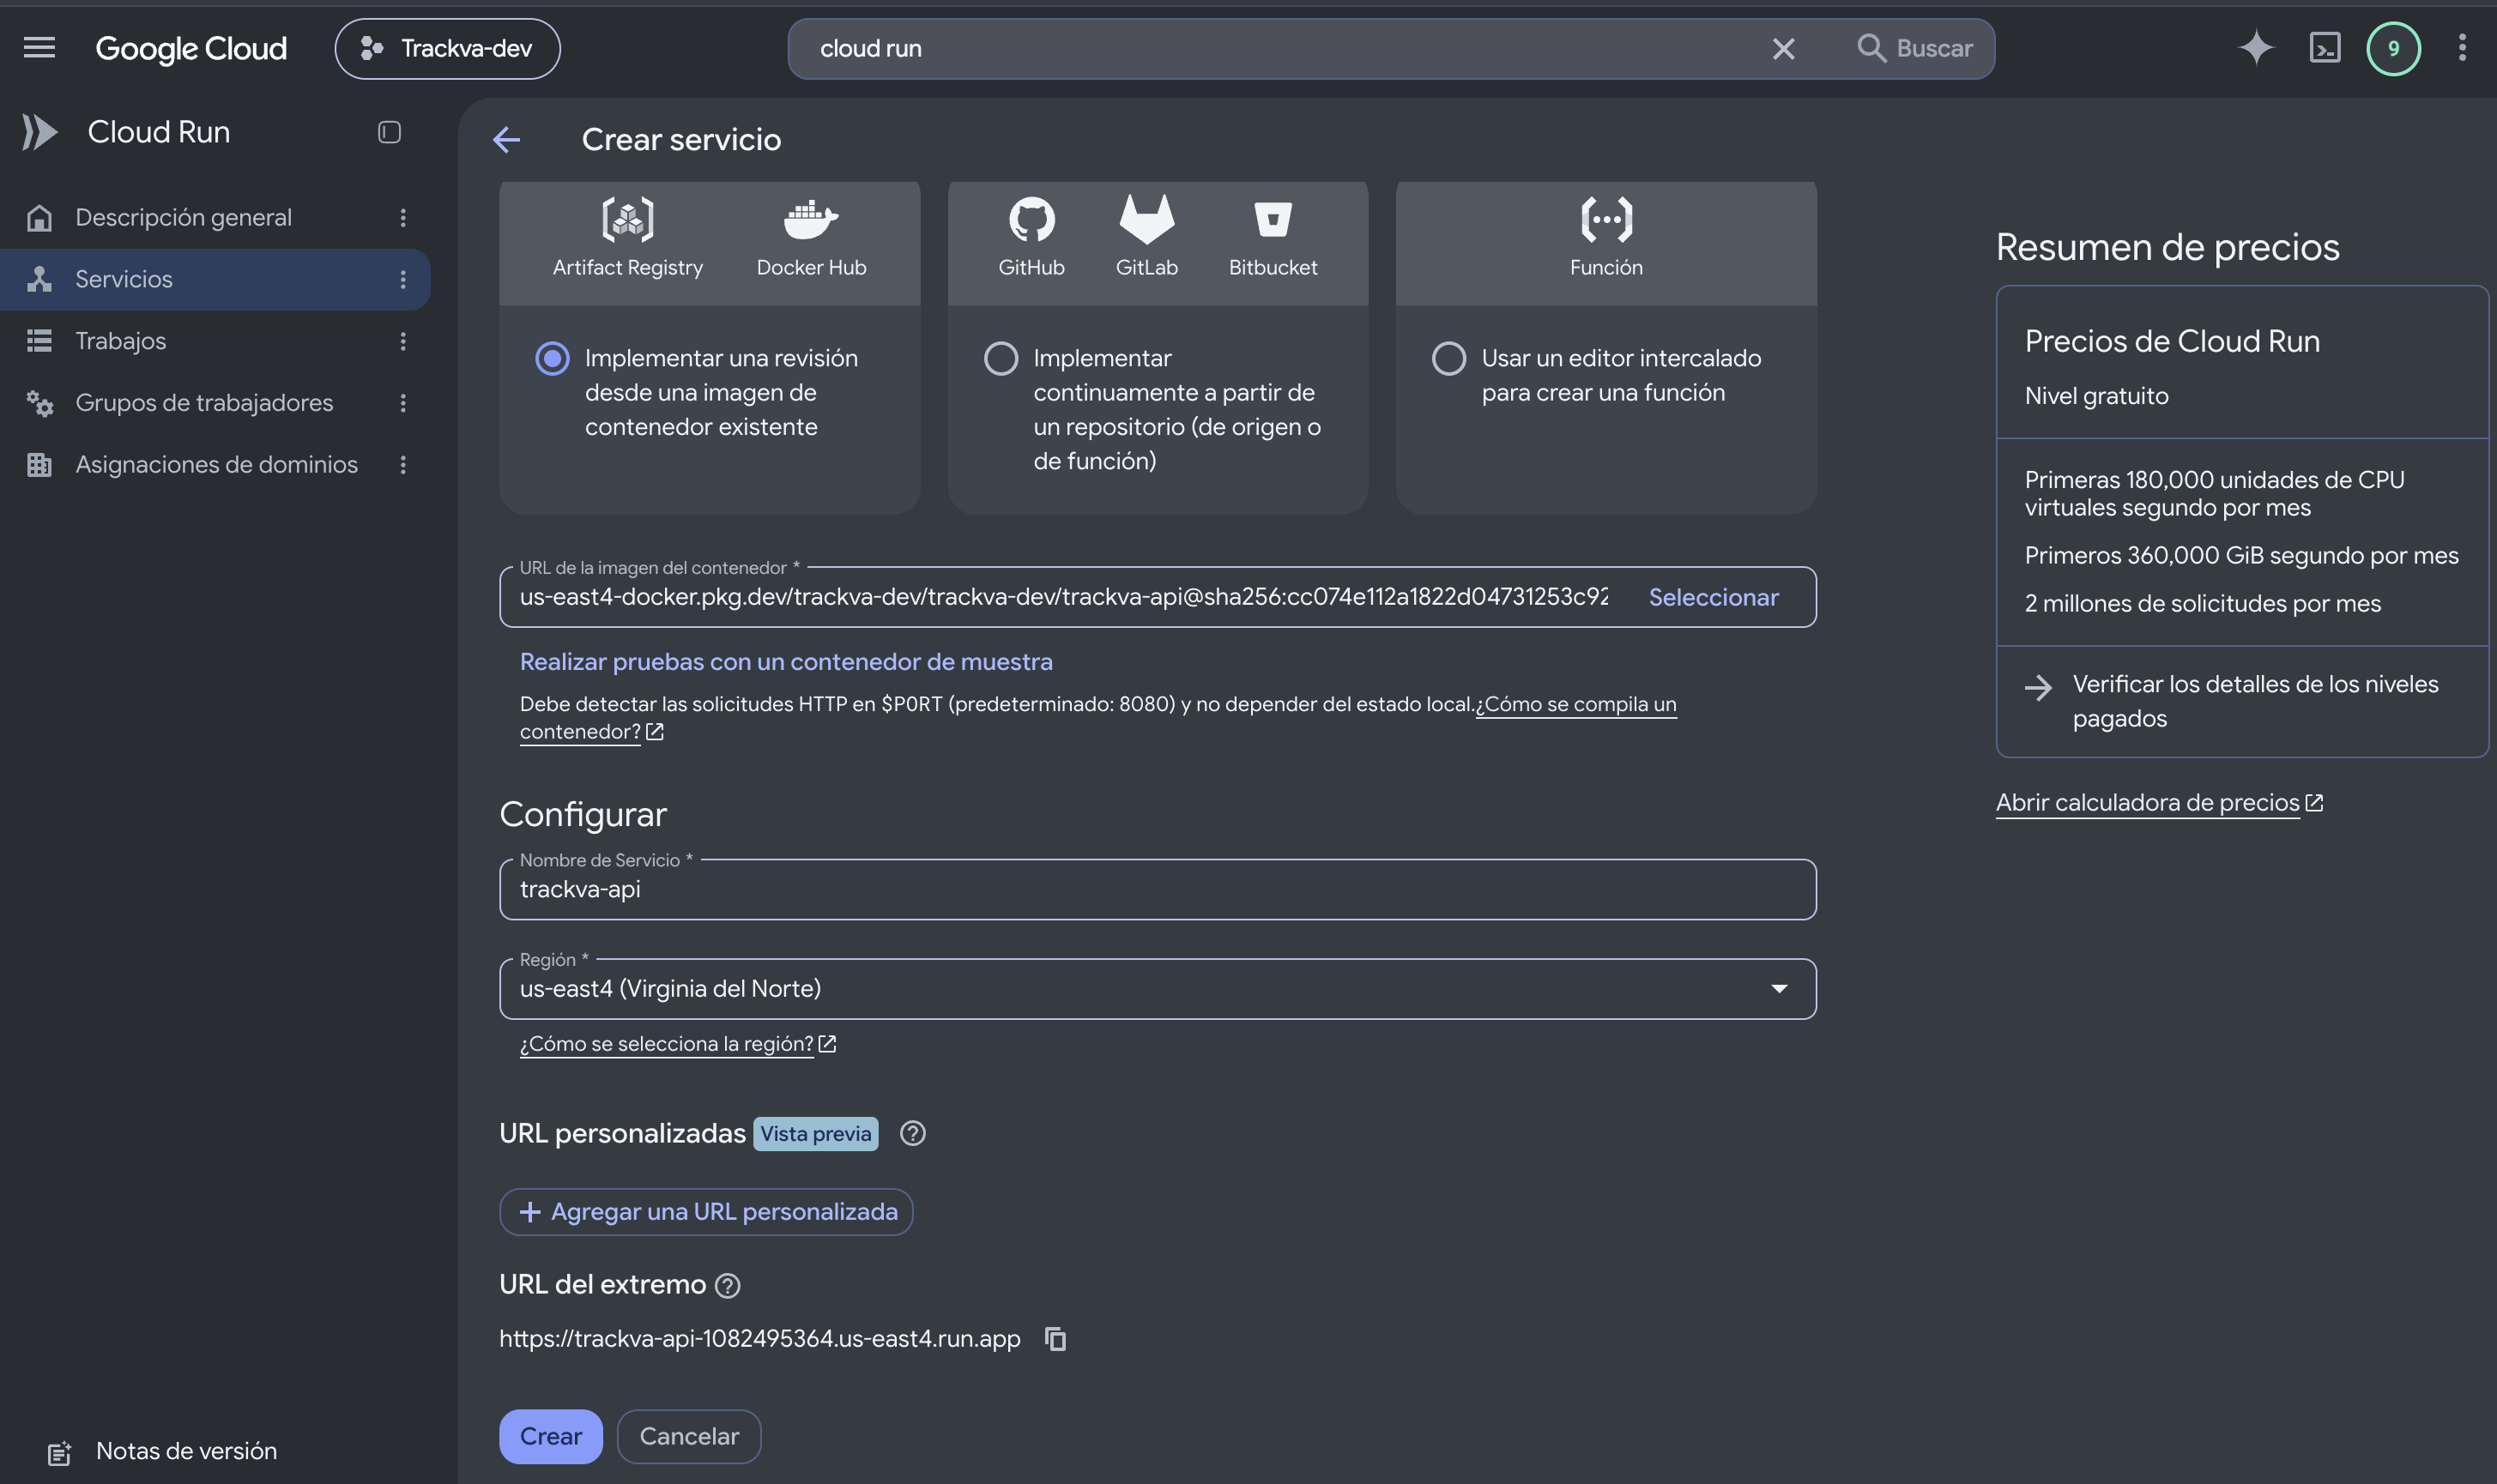 Google Cloud
Trackva-dev
cloud run
Buscar
9
Cloud Run
Descripción general
Servicios
Trabajos
Grupos de trabajadores
Asignaciones de dominios
Notas de versión
Crear servicio
Artifact Registry
Docker Hub
GitHub
GitLab
Bitbucket
Función
Implementar una revisión
desde una imagen de
contenedor existente
Implementar
continuamente a partir de
un repositorio (de origen o
de función)
Usar un editor intercalado
para crear una función
URL de la imagen del contenedor *
us-east4-docker.pkg.dev/trackva-dev/trackva-dev/trackva-api@sha256:cc074e112a1822d04731253c92
Seleccionar
Realizar pruebas con un contenedor de muestra
Debe detectar las solicitudes HTTP en $PORT (predeterminado: 8080) y no depender del estado local.¿Cómo se compila un
contenedor?
Configurar
Nombre de Servicio *
trackva-api
Región *
us-east4 (Virginia del Norte)
¿Cómo se selecciona la región?
URL personalizadas Vista previa
Agregar una URL personalizada
URL del extremo
https://trackva-api-1082495364.us-east4.run.app
Crear
Cancelar
Resumen de precios
Precios de Cloud Run
Nivel gratuito
Primeras 180,000 unidades de CPU
virtuales segundo por mes
Primeros 360,000 GiB segundo por mes
2 millones de solicitudes por mes
Verificar los detalles de los niveles
pagados
Abrir calculadora de precios